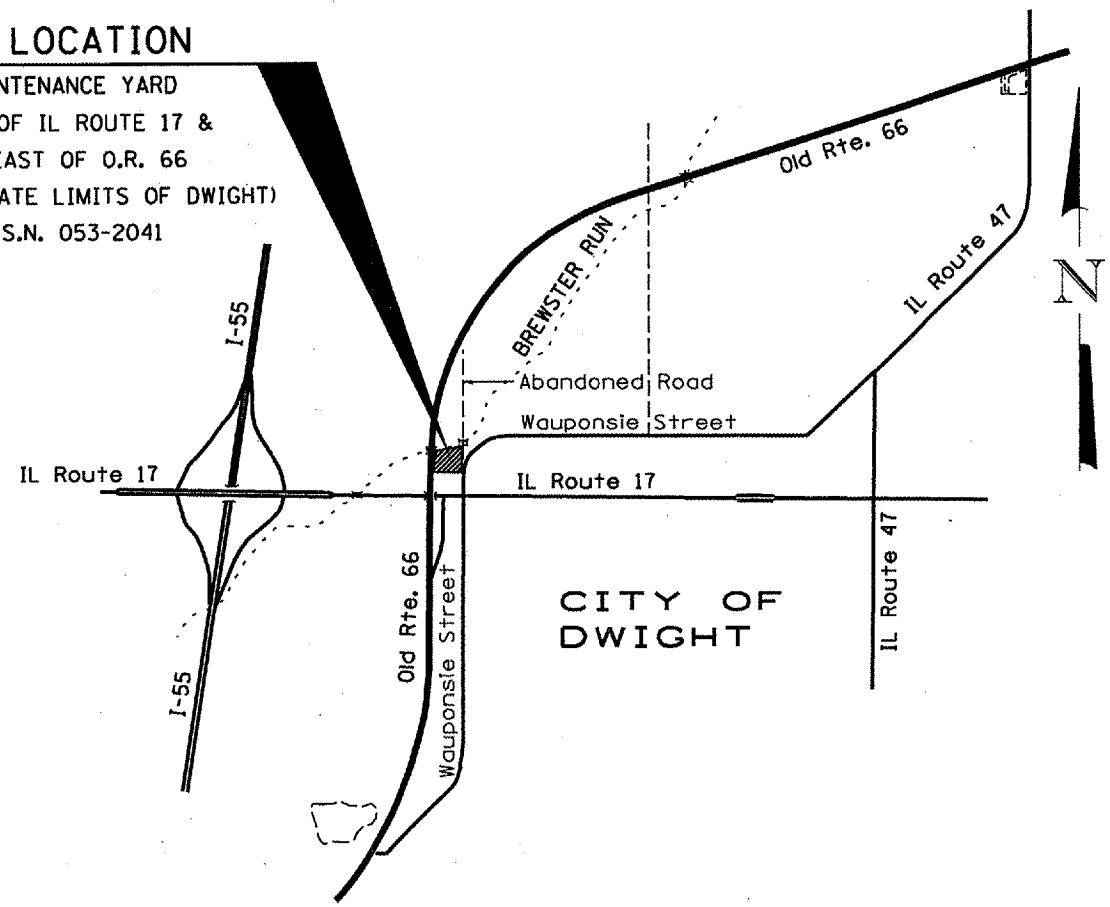 LOCATION
NTENANCE YARD
OF IL ROUTE 17 &
EAST OF O.R. 66
ATE LIMITS OF DWIGHT)
S.N. 053-2041
Old Rte. 66
IL Route 47
N
BREWSTER RUN
I-55
Abandoned Road
Wauponsie Street
IL Route 17
IL Route 17
IL Route 47
Old Rte. 66
Wauponsie Street
CITY OF
DWIGHT
I-55